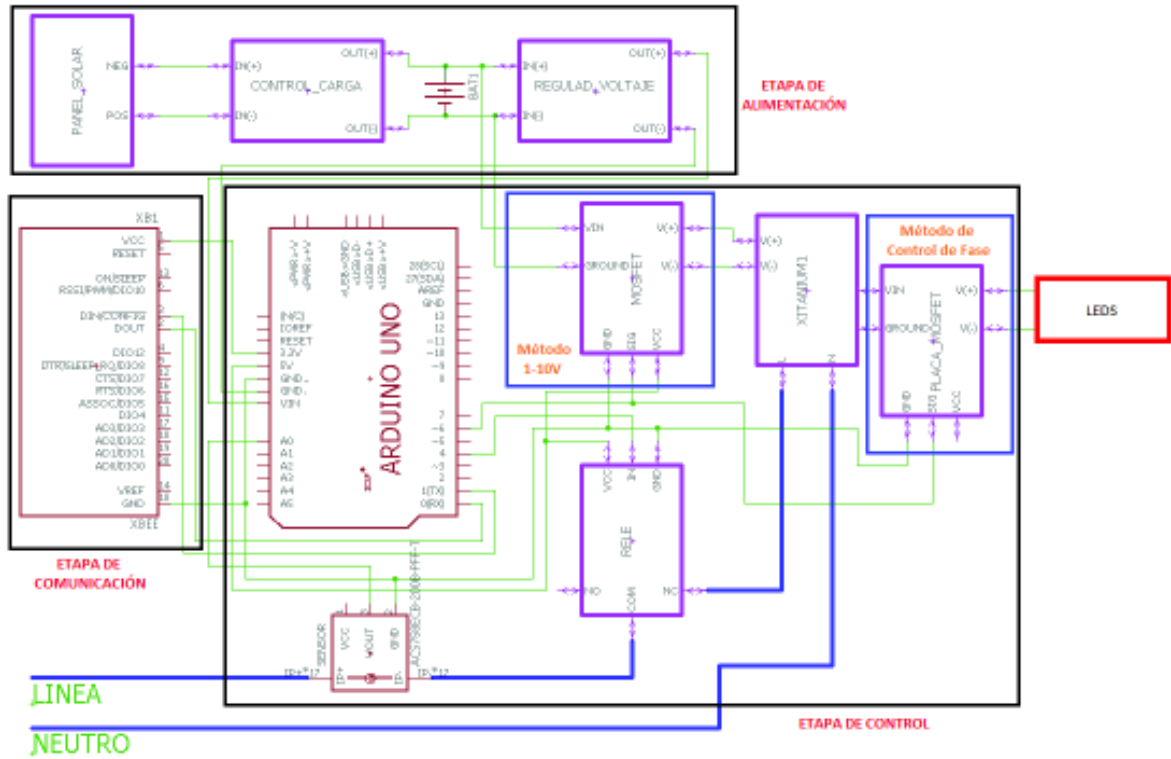 PANEL_SOLAR
NEG
POS
IN(+)
IN(-)
CONTROL_CARGA
OUT(+)
OUT(-)
BAT1
IN(+)
IN(-)
REGULAD_VOLTAJE
OUT(+)
OUT(-)
ETAPA DE
ALIMENTACIÓN
XB1
VCC
RESET
ON/SLEEP
RSSI/PWM/DIO10
DIN/CONFIG
DOUT
DIO12
CTS/DIO7
RTS/DIO6
ASSOC/DIO5
DIO4
AD3/DIO3
AD2/DIO2
AD1/DIO1
AD0/DIO0
VREF
GND
XBEE
ETAPA DE
COMUNICACIÓN
ARDUINO UNO
IOREF
RESET
3.3V
5V
GND
GND
VIN
A0
A1
A2
A3
A4
A5
28(SCL)
27(SDA)
AREF
GND
13
12
~11
~10
~9
8
7
~6
~5
4
~3
2
1(TX)
0(RX)
VIN
GROUND
MOSFET
V(+)
V(-)
GND
SIG
VCC
Método
1-10V
V(+)
V(-)
XITANIUM1
L
N
Método de
Control de Fase
VIN
GROUND
PLACA_MOSFET
V(+)
V(-)
GND
SIG
VCC
LEDS
VCC
IN
GND
RELE
NO
COM
NC
SENSOR
VCC
GND
IP+
IP-
LINEA
NEUTRO
ETAPA DE CONTROL